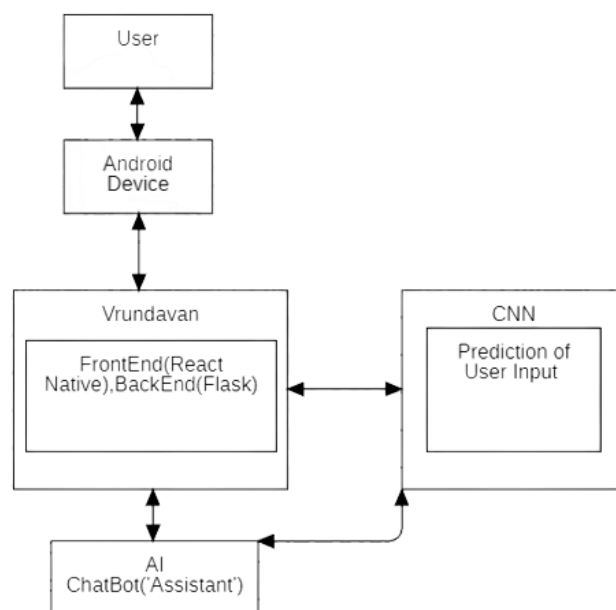 User
Android
Device
Vrundavan
FrontEnd(React
Native),BackEnd(Flask)
CNN
Prediction of
User Input
AI
ChatBot('Assistant')